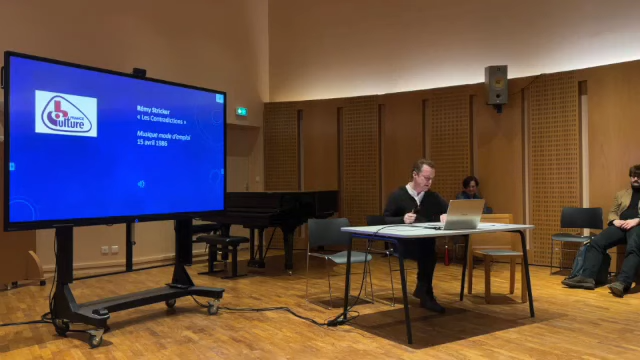 FRANCE
Culture
Rémy Stricker
« Les Contradictions »
Musique mode d'emploi
15 avril 1986